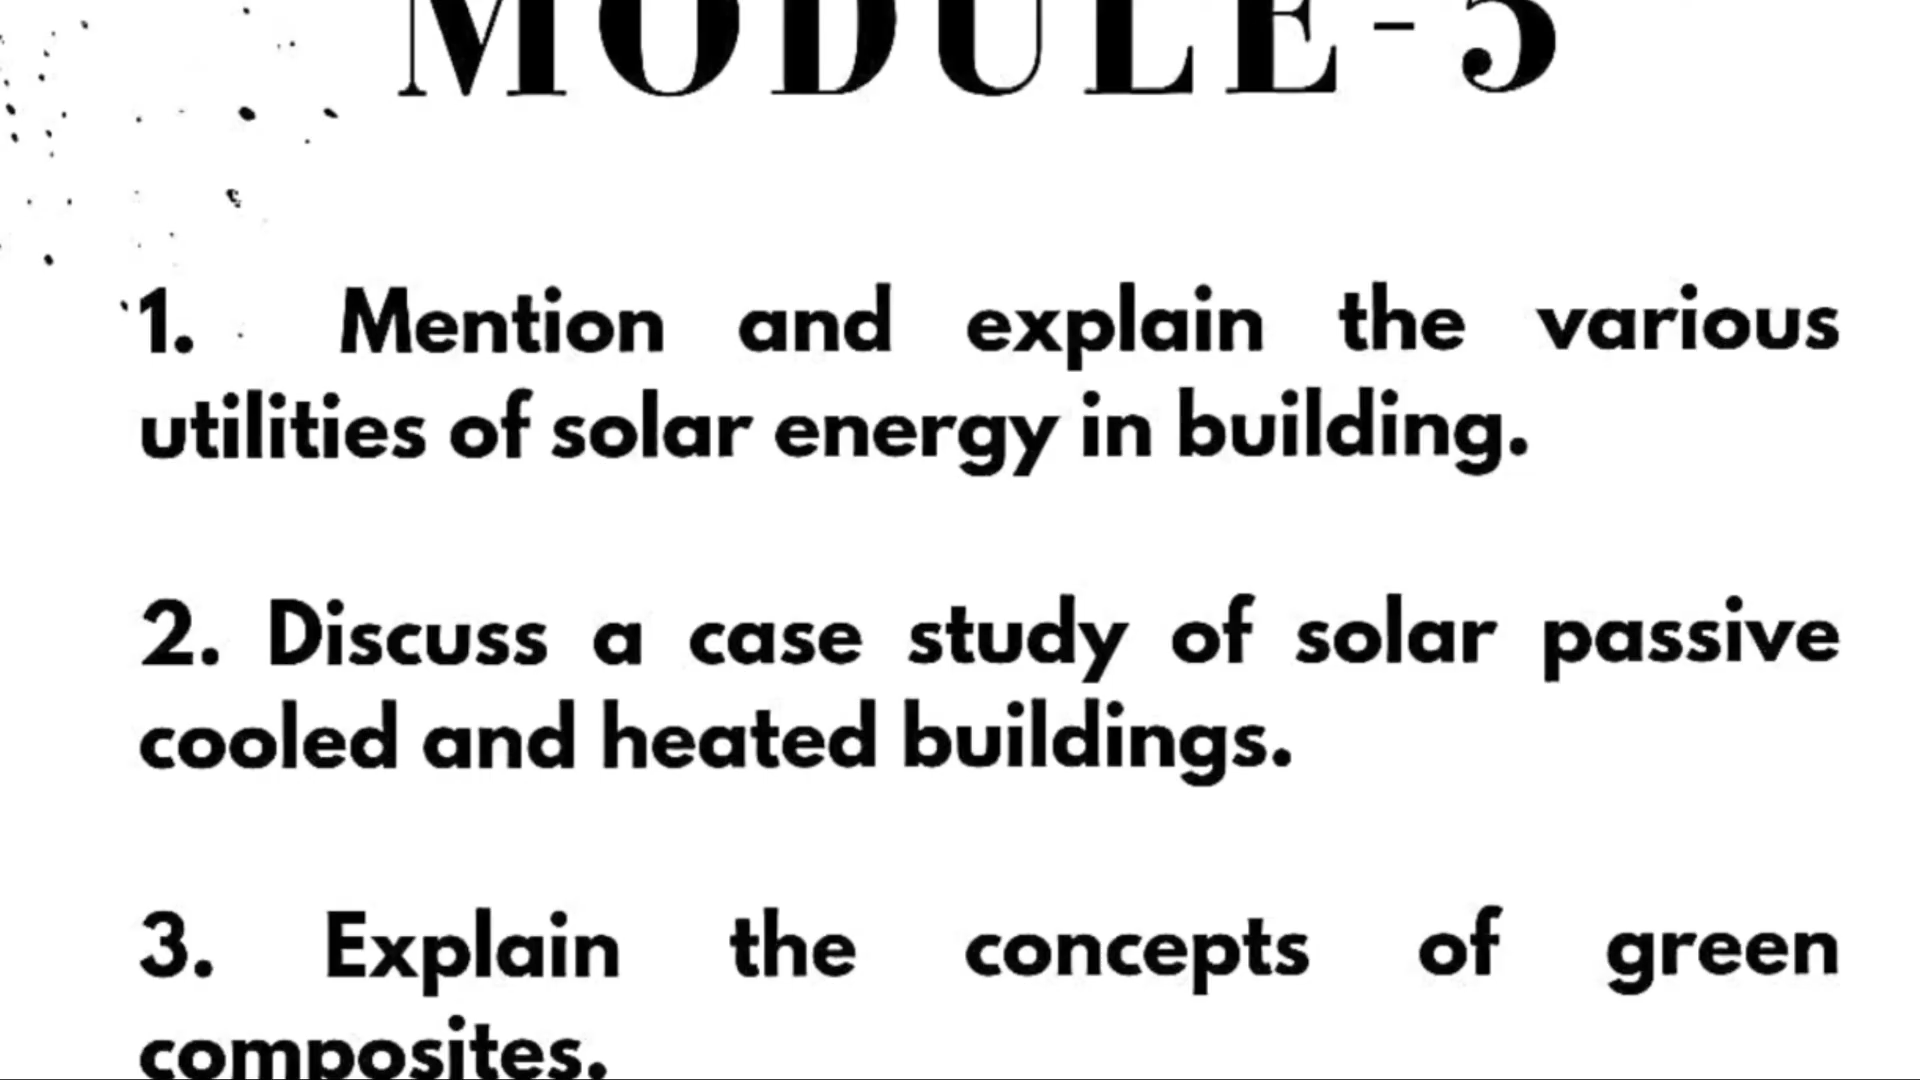 MODULE-5
1. Mention and explain the various
utilities of solar energy in building.
2. Discuss a case study of solar passive
cooled and heated buildings.
3. Explain the concepts of green
composites.